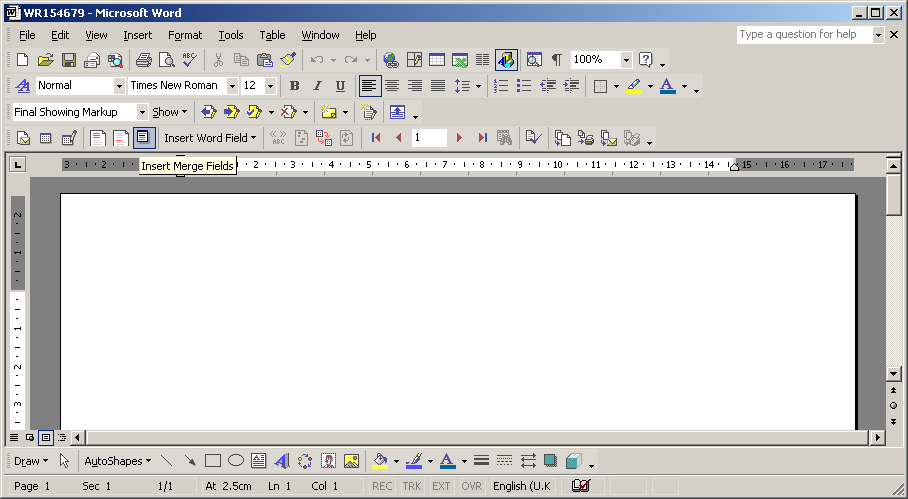 WR154679 - Microsoft Word
File Edit View Insert Format Tools Table Window Help Type a question for help
ABC 100% ¶
Normal Times New Roman 12 B I U A
Final Showing Markup Show
Insert Word Field 1
Insert Merge Fields
3 2 2 3 4 5 6 7 8 9 10 11 12 13 14 15 16 17
2
1
1
2
3
Draw AutoShapes A
Page 1 Sec 1 1/1 At 2.5cm Ln 1 Col 1 REC TRK EXT OVR English (U.K